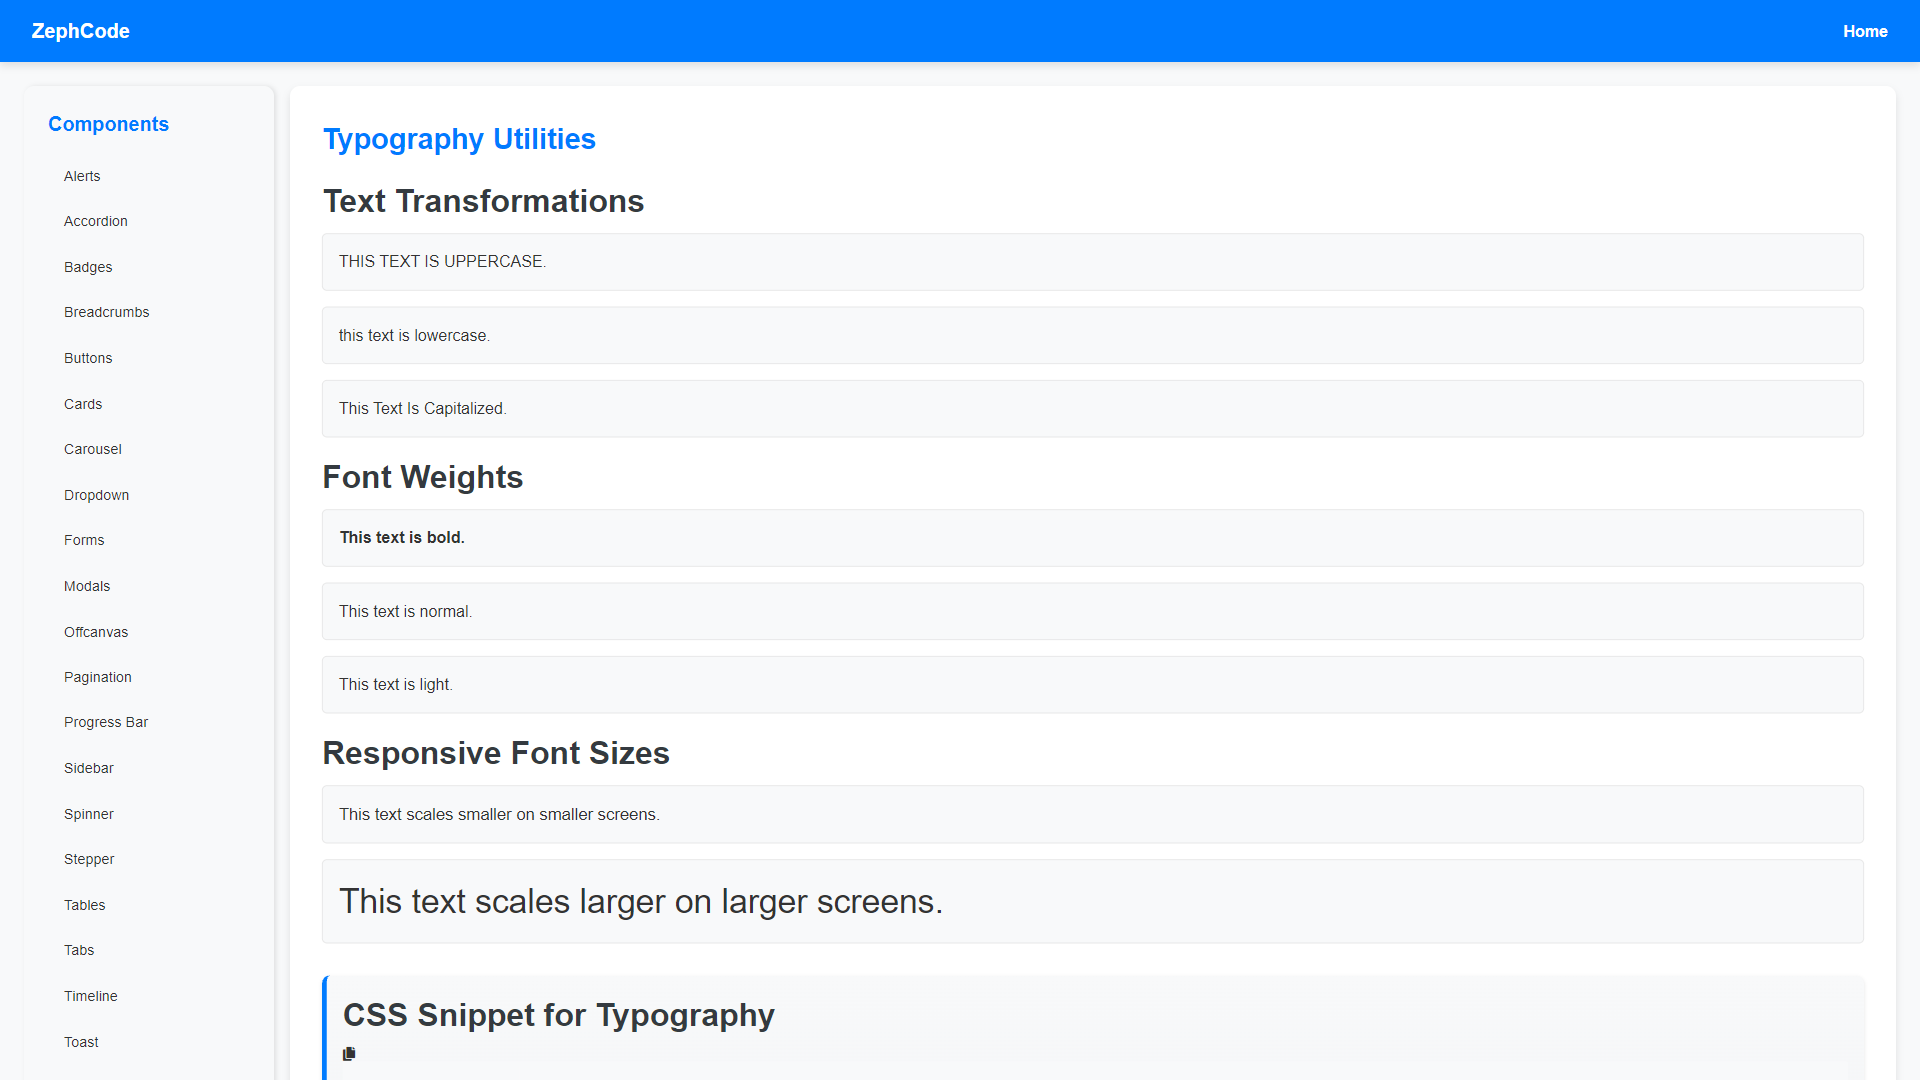 ZephCode
Home
Components
Alerts
Accordion
Badges
Breadcrumbs
Buttons
Cards
Carousel
Dropdown
Forms
Modals
Offcanvas
Pagination
Progress Bar
Sidebar
Spinner
Stepper
Tables
Tabs
Timeline
Toast
Typography Utilities
Text Transformations
THIS TEXT IS UPPERCASE.
this text is lowercase.
This Text Is Capitalized.
Font Weights
This text is bold.
This text is normal.
This text is light.
Responsive Font Sizes
This text scales smaller on smaller screens.
This text scales larger on larger screens.
CSS Snippet for Typography